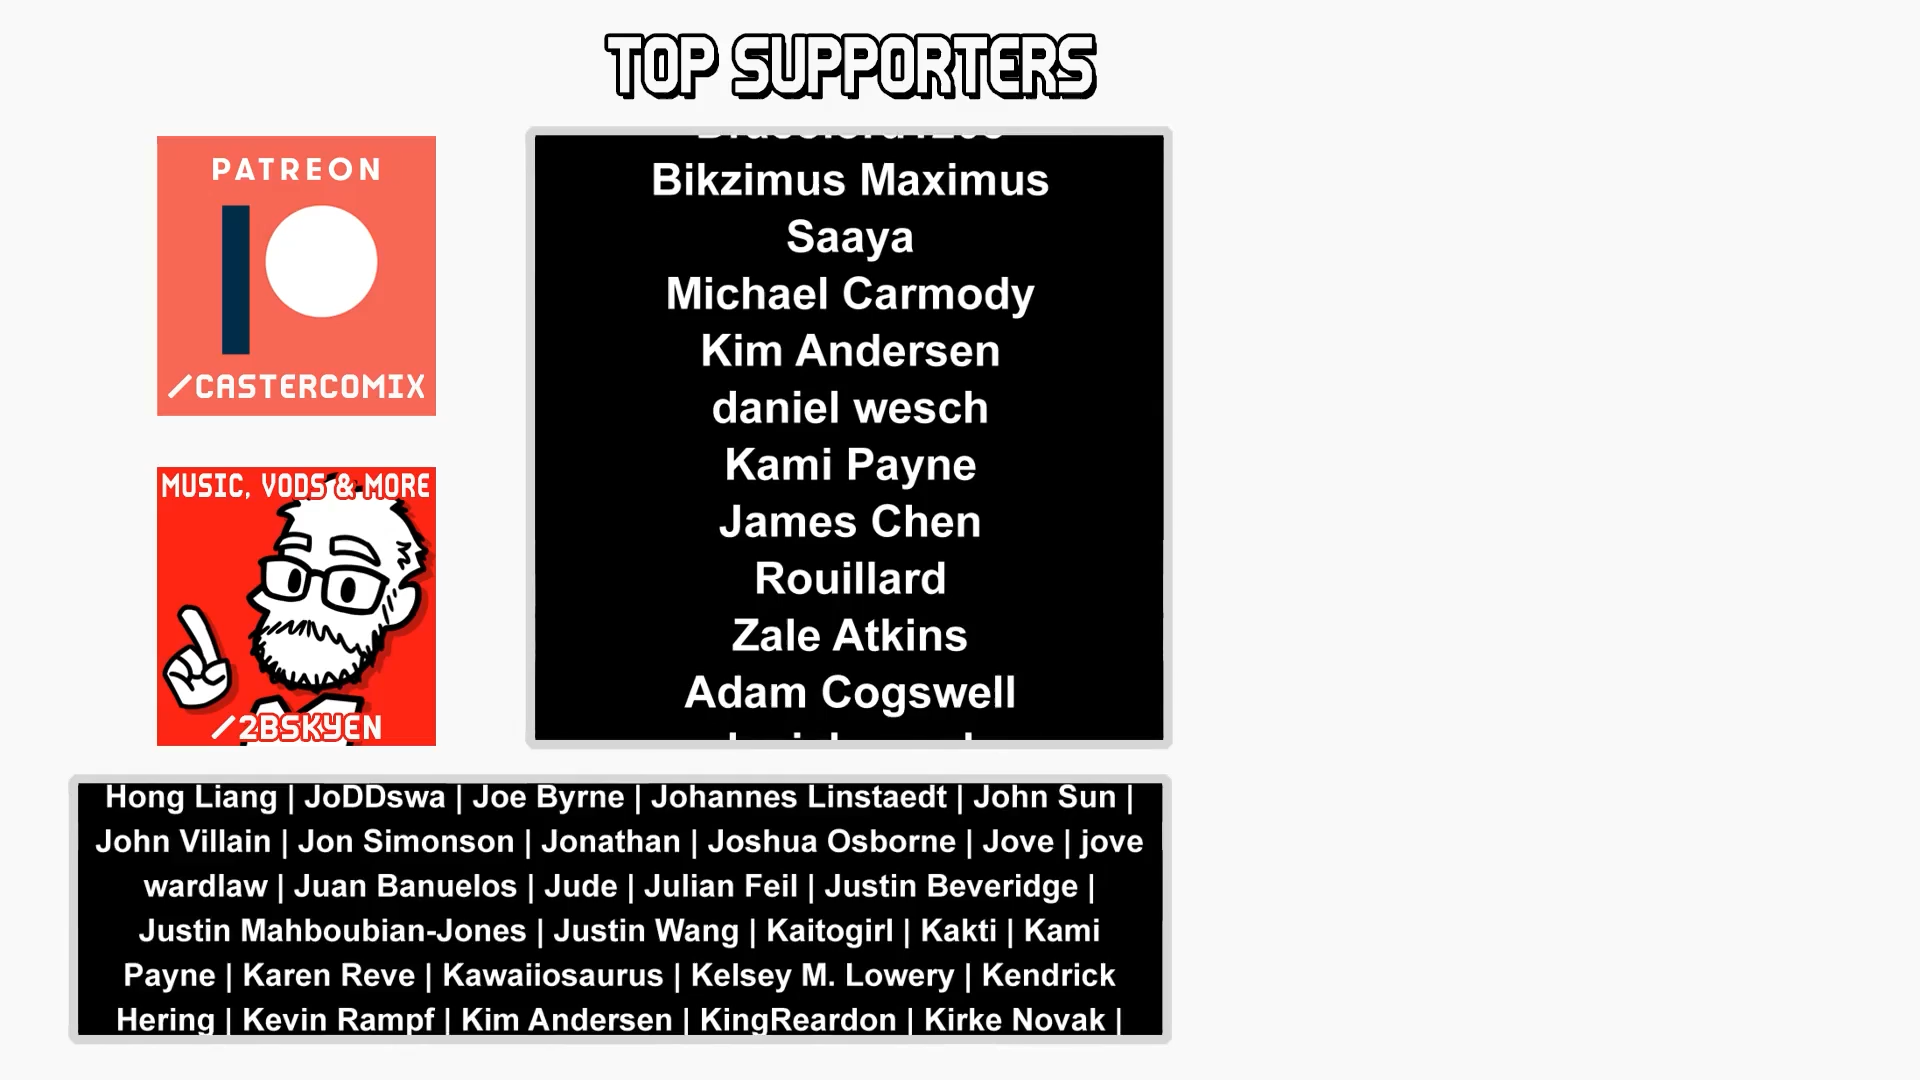 TOP SUPPORTERS
PATREON
/CASTERCOMIX
MUSIC, VODS & MORE
/2BSKYEN
Bikzimus Maximus
Saaya
Michael Carmody
Kim Andersen
daniel wesch
Kami Payne
James Chen
Rouillard
Zale Atkins
Adam Cogswell
Hong Liang | JoDDswa | Joe Byrne | Johannes Linstaedt | John Sun |
John Villain | Jon Simonson | Jonathan | Joshua Osborne | Jove | jove
wardlaw | Juan Banuelos | Jude | Julian Feil | Justin Beveridge |
Justin Mahboubian-Jones | Justin Wang | Kaitogirl | Kakti | Kami
Payne | Karen Reve | Kawaiiosaurus | Kelsey M. Lowery | Kendrick
Hering | Kevin Rampf | Kim Andersen | KingReardon | Kirke Novak |